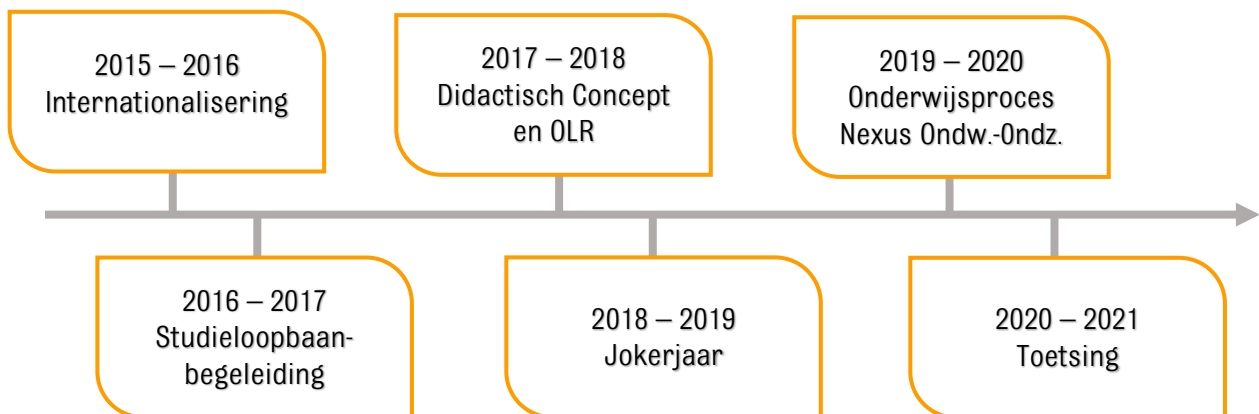 2015 – 2016
Internationalisering
2016 – 2017
Studieloopbaan-
begeleiding
2017 – 2018
Didactisch Concept
en OLR
2018 – 2019
Jokerjaar
2019 – 2020
Onderwijsproces
Nexus Ondw.-Ondz.
2020 – 2021
Toetsing